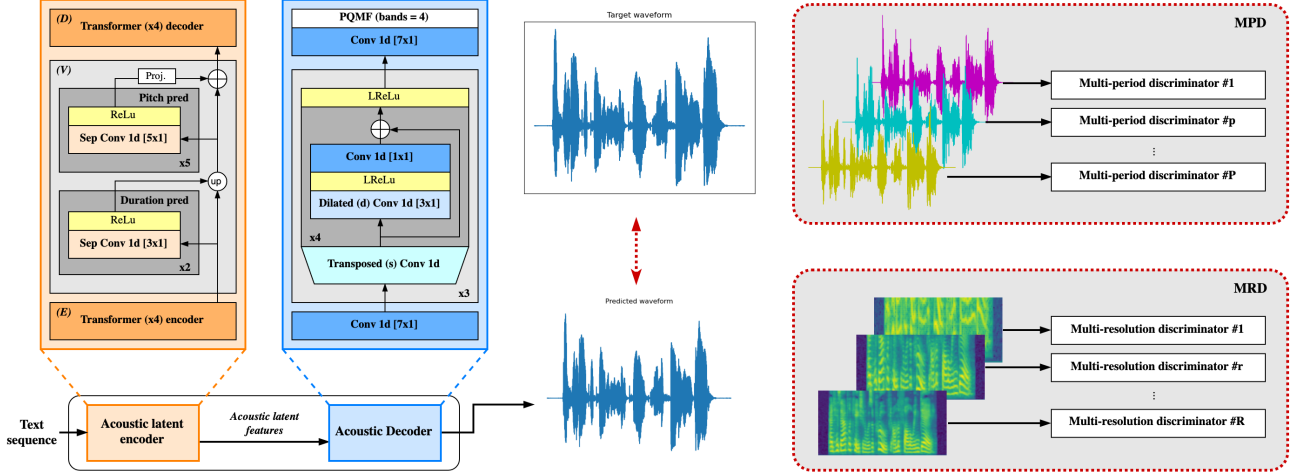 (D)
Transformer (x4) decoder
(V)
Proj.
Pitch pred
ReLu
Sep Conv 1d [5x1]
x5
up
Duration pred
ReLu
Sep Conv 1d [3x1]
x2
(E)
Transformer (x4) encoder
PQMF (bands = 4)
Conv 1d [7x1]
LReLu
Conv 1d [1x1]
LReLu
Dilated (d) Conv 1d [3x1]
x4
Transposed (s) Conv 1d
x3
Conv 1d [7x1]
Text
sequence
Acoustic latent
encoder
Acoustic latent
features
Acoustic Decoder
Target waveform
Predicted waveform
MPD
Multi-period discriminator #1
Multi-period discriminator #p
⋮
Multi-period discriminator #P
MRD
Multi-resolution discriminator #1
Multi-resolution discriminator #r
⋮
Multi-resolution discriminator #R